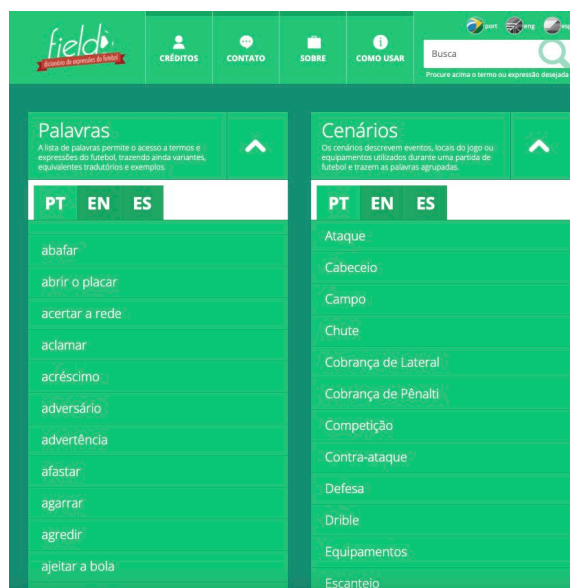 field
dicionário de expressões do futebol
CRÉDITOS
CONTATO
SOBRE
COMO USAR
port
eng
esp
Busca
Procure acima o termo ou expressão desejada
Palavras
A lista de palavras permite o acesso a termos e
expressões do futebol, trazendo ainda variantes,
equivalentes tradutórios e exemplos.
PT EN ES
abafar
abrir o placar
acertar a rede
aclamar
acréscimo
adversário
advertência
afastar
agarrar
agredir
ajeitar a bola
Cenários
Os cenários descrevem eventos, locais do jogo ou
equipamentos utilizados durante uma partida de
futebol e trazem as palavras agrupadas.
PT EN ES
Ataque
Cabeceio
Campo
Chute
Cobrança de Lateral
Cobrança de Pênalti
Competição
Contra-ataque
Defesa
Drible
Equipamentos
Escanteio